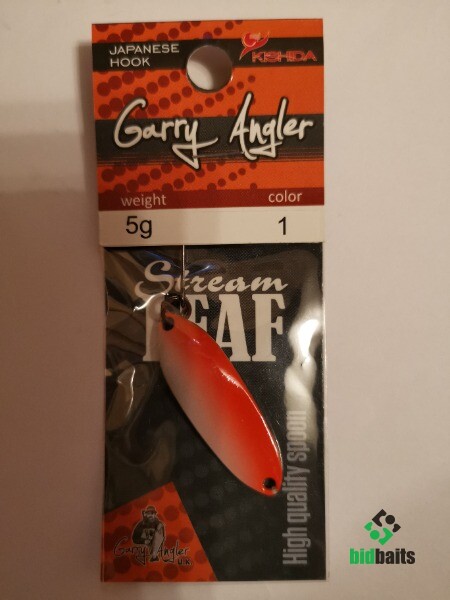 JAPANESE
HOOK
KISHIDA
Garry Angler
weight
color
5g
1
Stream
LEAF
High quality spoon
Garry Angler
U.K.
bidbaits